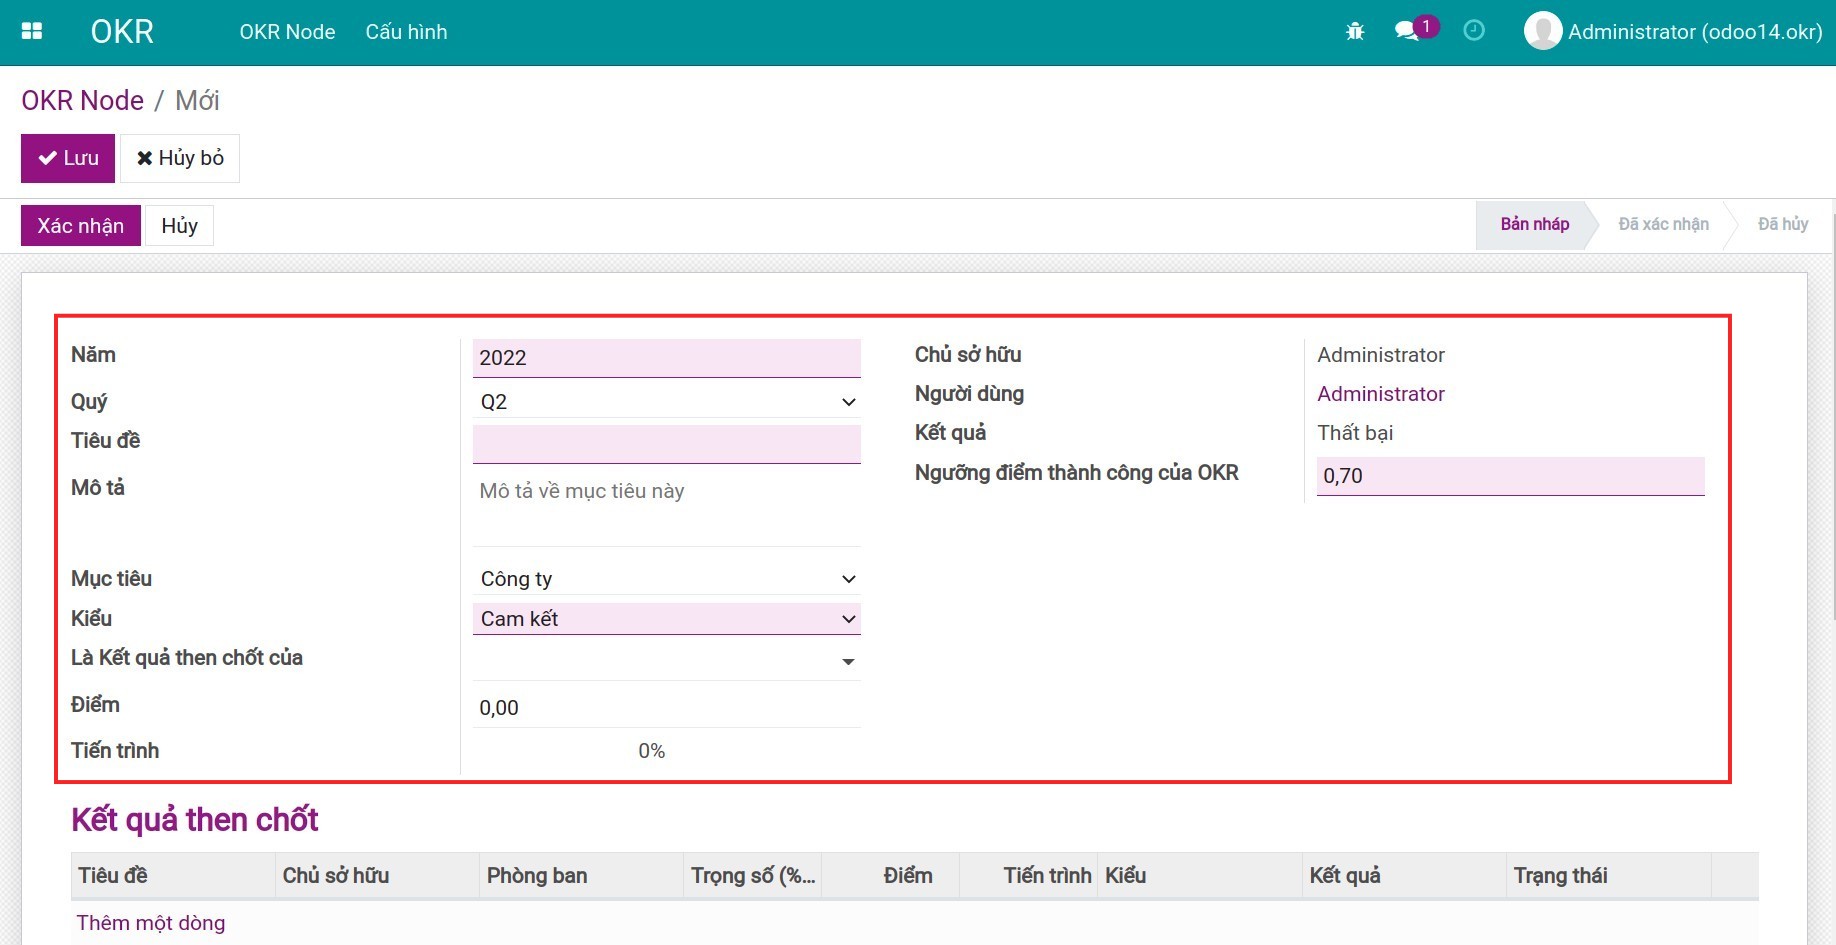 OKR OKR Node Cấu hình 1 Administrator (odoo14.okr)
OKR Node / Mới
Lưu Hủy bỏ
Xác nhận Hủy Bản nháp Đã xác nhận Đã hủy
Năm 2022 Chủ sở hữu Administrator
Quý Q2 Người dùng Administrator
Tiêu đề Kết quả Thất bại
Mô tả Mô tả về mục tiêu này Ngưỡng điểm thành công của OKR 0,70
Mục tiêu Công ty
Kiểu Cam kết
Là Kết quả then chốt của
Điểm 0,00
Tiến trình 0%
Kết quả then chốt
Tiêu đề Chủ sở hữu Phòng ban Trọng số (%... Điểm Tiến trình Kiểu Kết quả Trạng thái
Thêm một dòng